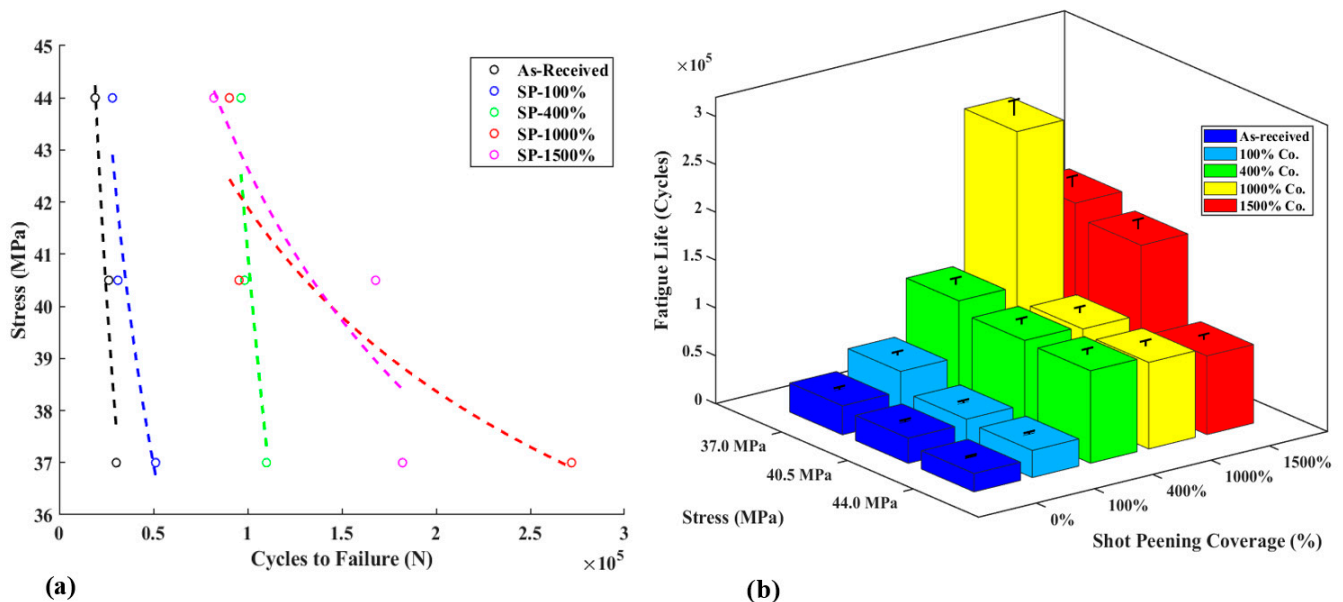 45
44
43
42
41
40
39
38
37
36
0
0.5
1
1.5
2
2.5
3
×10⁵
Stress (MPa)
Cycles to Failure (N)
As-Received
SP-100%
SP-400%
SP-1000%
SP-1500%
(a)
×10⁵
3
2.5
2
1.5
1
0.5
0
Fatigue Life (Cycles)
As-received
100% Co.
400% Co.
1000% Co.
1500% Co.
37.0 MPa
40.5 MPa
44.0 MPa
Stress (MPa)
0%
100%
400%
1000%
1500%
Shot Peening Coverage (%)
(b)